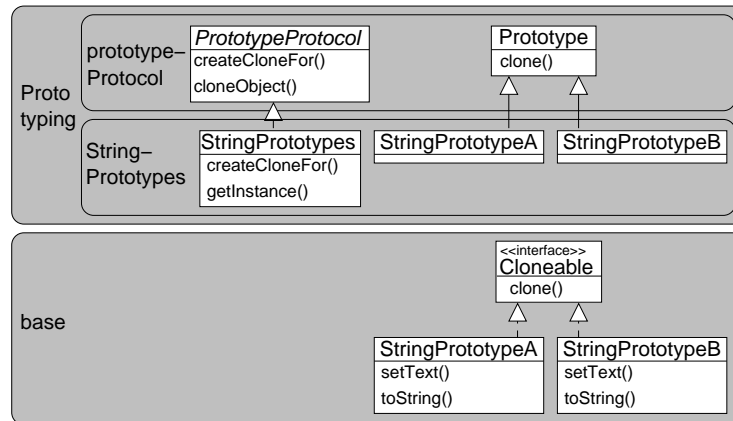 Proto
typing
prototype–
Protocol
PrototypeProtocol
createCloneFor()
cloneObject()
Prototype
clone()
String–
Prototypes
StringPrototypes
createCloneFor()
getInstance()
StringPrototypeA
StringPrototypeB
base
<<interface>>
Cloneable
clone()
StringPrototypeA
setText()
toString()
StringPrototypeB
setText()
toString()